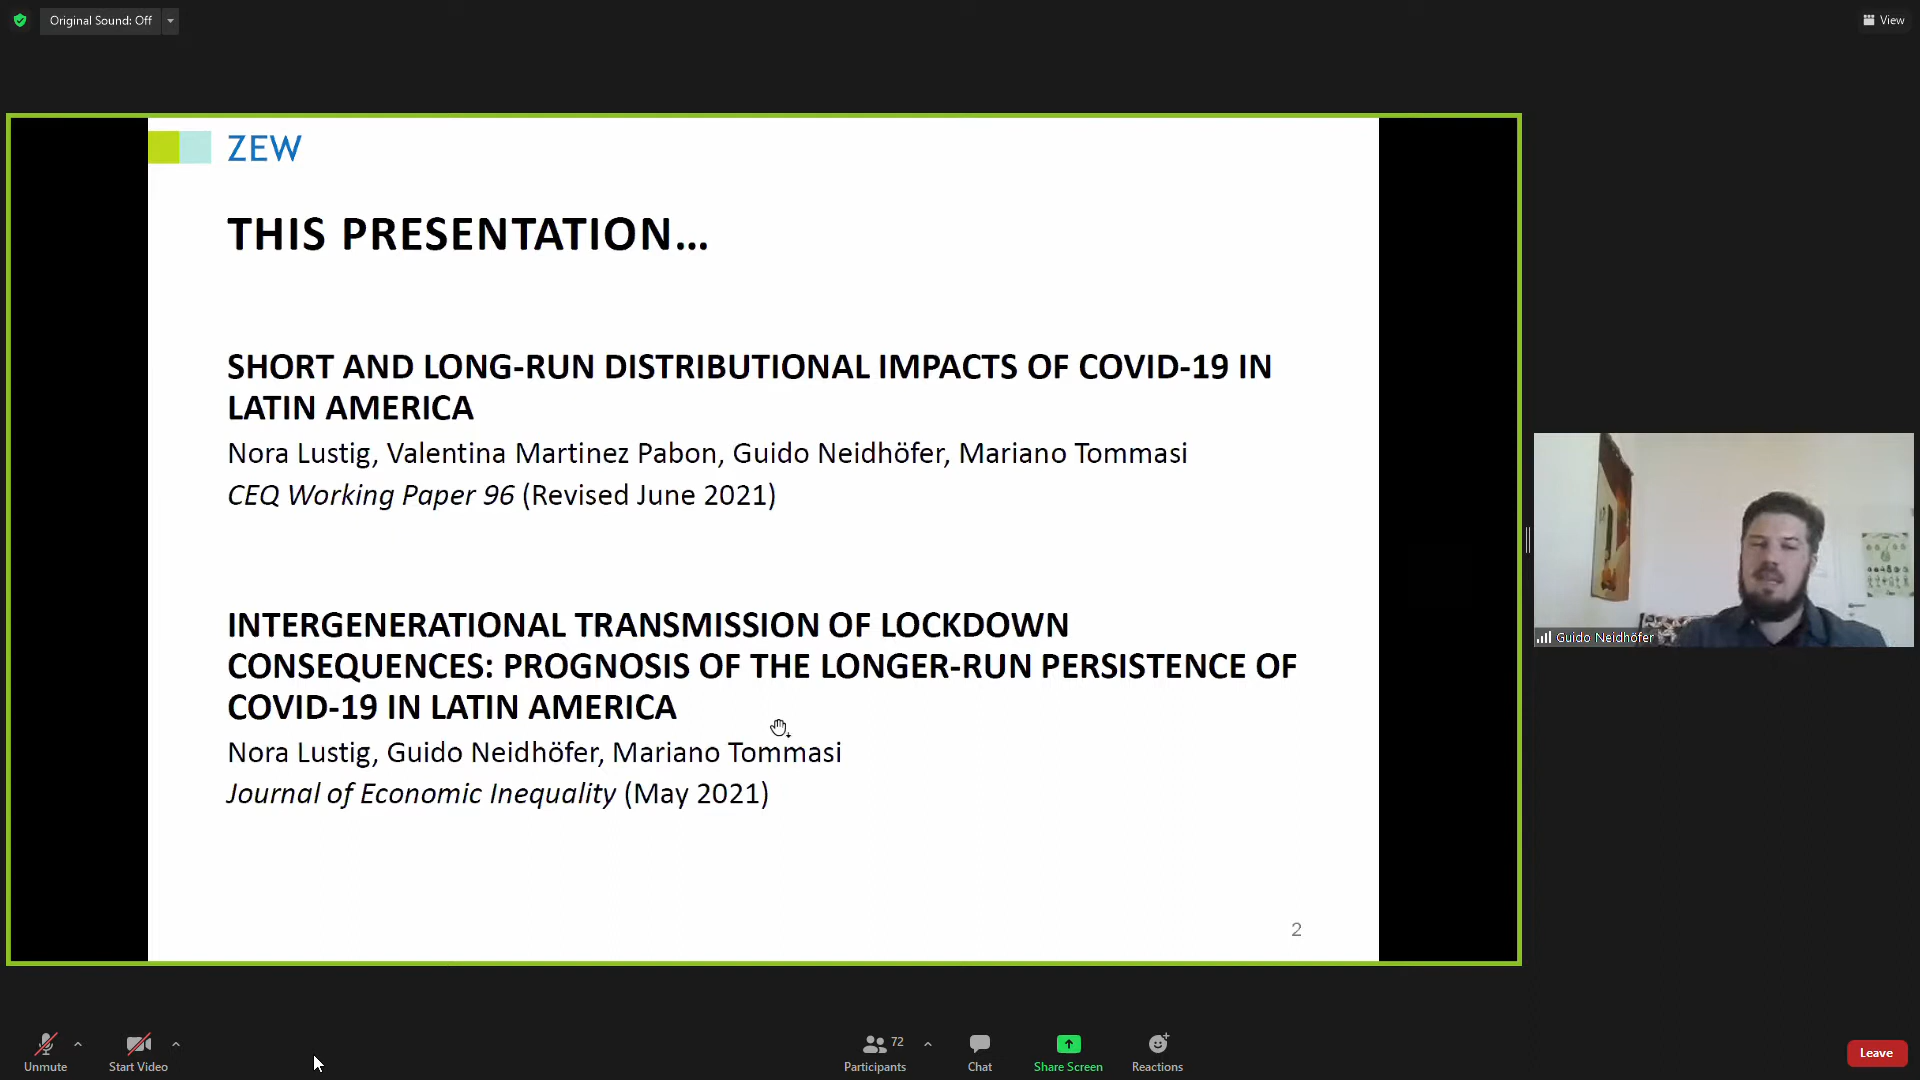 Original Sound: Off
View
ZEW
THIS PRESENTATION…
SHORT AND LONG-RUN DISTRIBUTIONAL IMPACTS OF COVID-19 IN
LATIN AMERICA
Nora Lustig, Valentina Martinez Pabon, Guido Neidhöfer, Mariano Tommasi
CEQ Working Paper 96 (Revised June 2021)
INTERGENERATIONAL TRANSMISSION OF LOCKDOWN
CONSEQUENCES: PROGNOSIS OF THE LONGER-RUN PERSISTENCE OF
COVID-19 IN LATIN AMERICA
Nora Lustig, Guido Neidhöfer, Mariano Tommasi
Journal of Economic Inequality (May 2021)
2
Guido Neidhöfer
Unmute
Start Video
72
Participants
Chat
Share Screen
Reactions
Leave